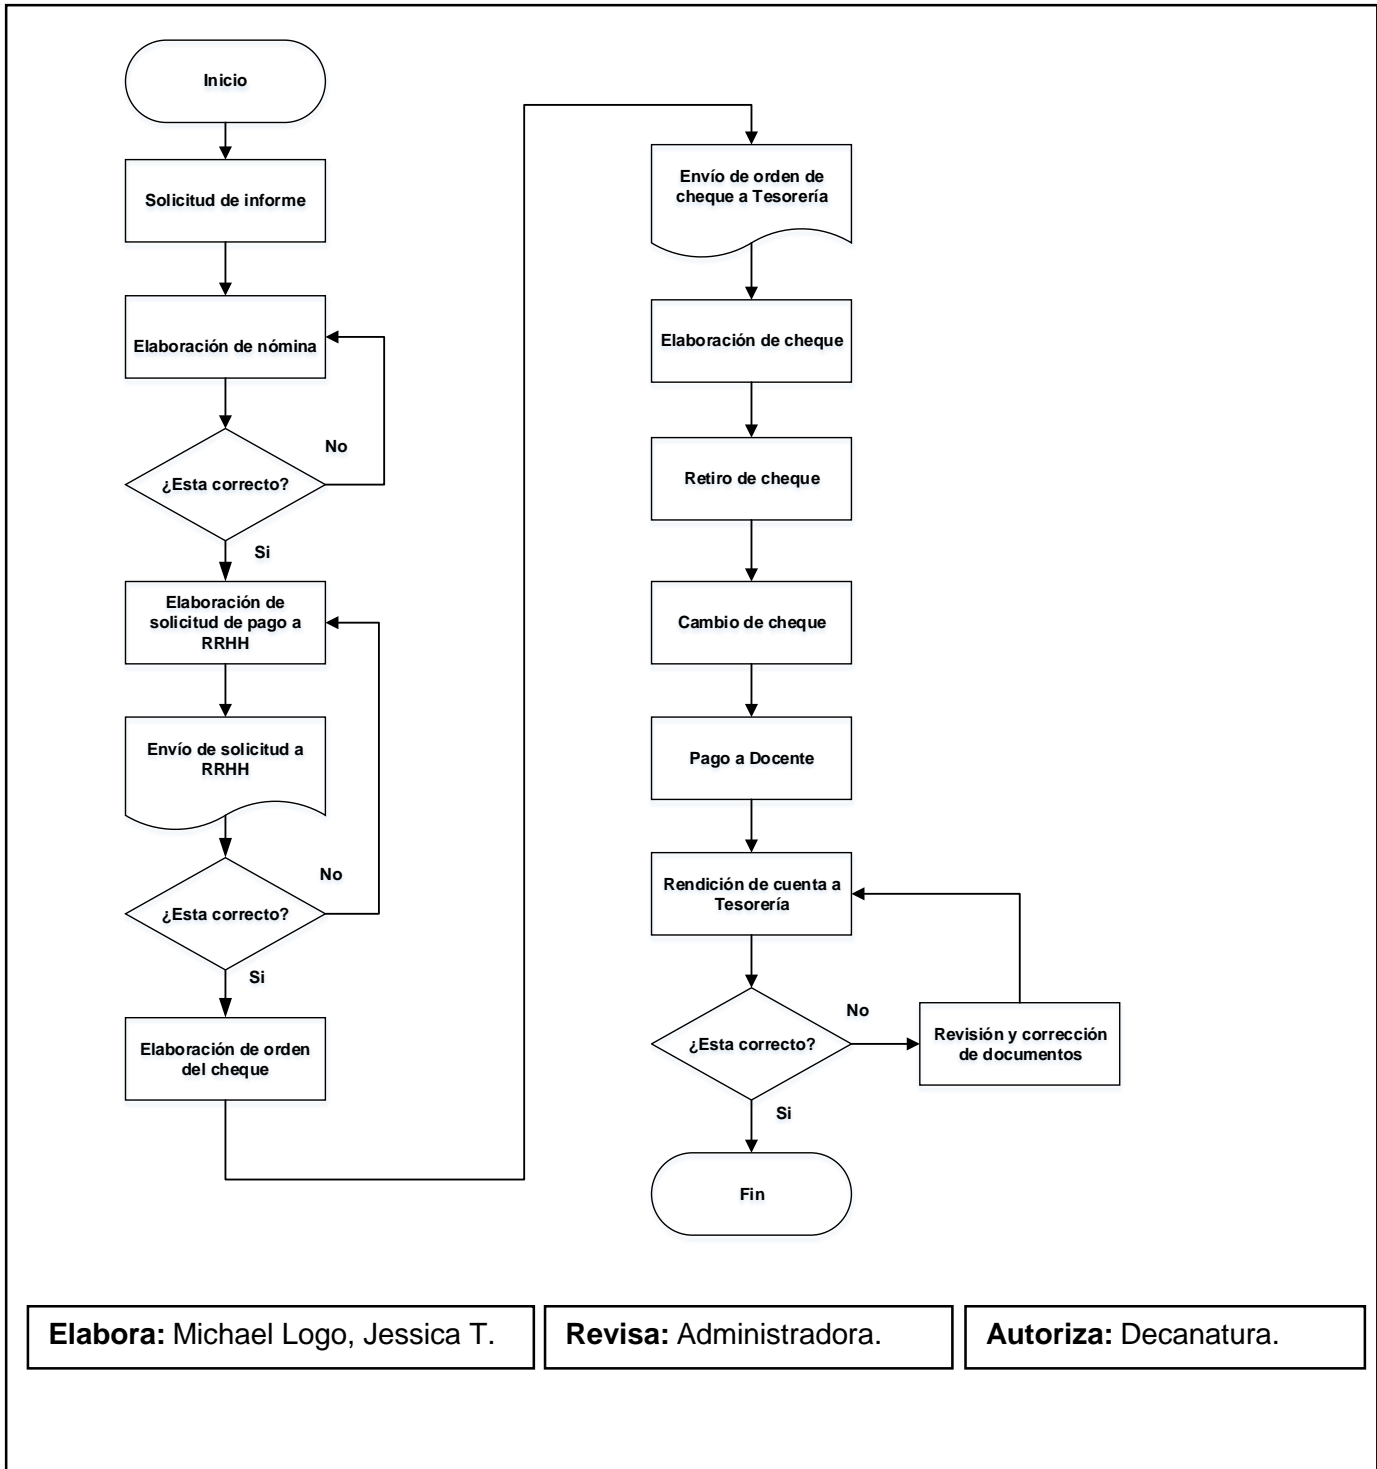 Inicio
Solicitud de informe
Elaboración de nómina
No
¿Esta correcto?
Si
Elaboración de
solicitud de pago a
RRHH
Envío de solicitud a
RRHH
No
¿Esta correcto?
Si
Elaboración de orden
del cheque
Envío de orden de
cheque a Tesorería
Elaboración de cheque
Retiro de cheque
Cambio de cheque
Pago a Docente
Rendición de cuenta a
Tesorería
No
¿Esta correcto?
Revisión y corrección
de documentos
Si
Fin
Elabora: Michael Logo, Jessica T.
Revisa: Administradora.
Autoriza: Decanatura.